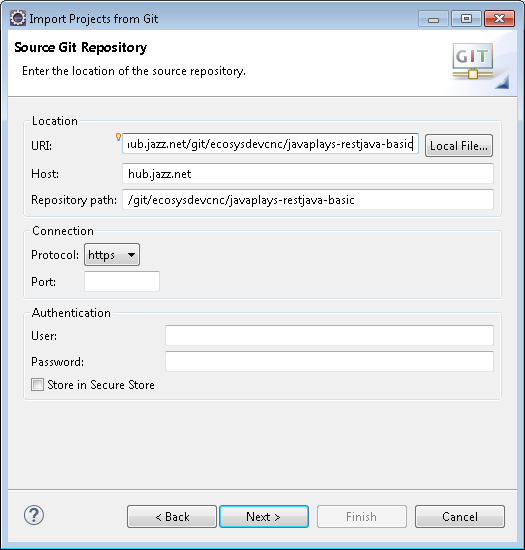 Import Projects from Git
Source Git Repository
Enter the location of the source repository.
GIT
Location
URI: hub.jazz.net/git/ecosysdevcnc/javaplays-restjava-basic Local File...
Host: hub.jazz.net
Repository path: /git/ecosysdevcnc/javaplays-restjava-basic
Connection
Protocol: https
Port:
Authentication
User:
Password:
Store in Secure Store
? < Back Next > Finish Cancel